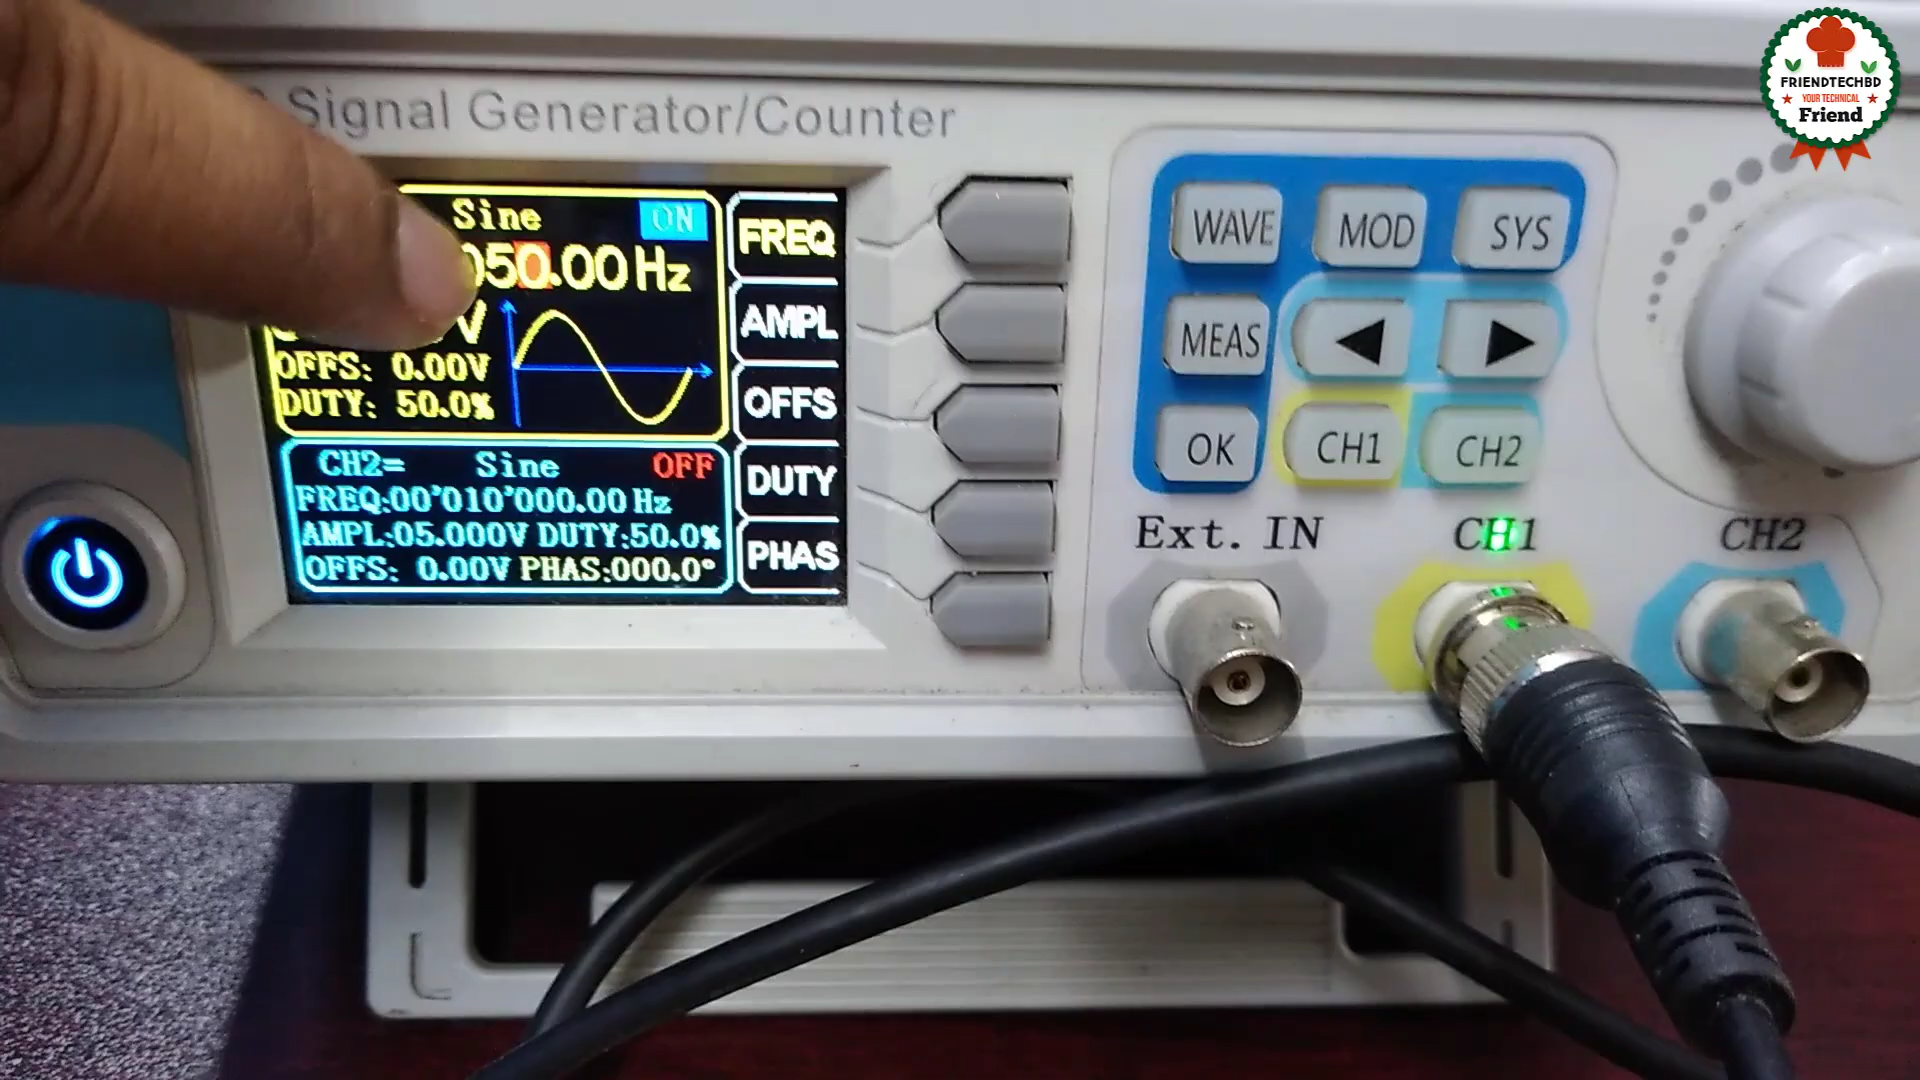 Signal Generator/Counter
Sine ON
050.00Hz
V
OFFS: 0.00V
DUTY: 50.0%
CH2= Sine OFF
FREQ:00'010'000.00Hz
AMPL:05.000V DUTY:50.0%
OFFS: 0.00V PHAS:000.0°
FREQ
AMPL
OFFS
DUTY
PHAS
WAVE MOD SYS
MEAS
OK CH1 CH2
Ext. IN CH1 CH2
FRIENDTECHBD
YOUR TECHNICAL
Friend